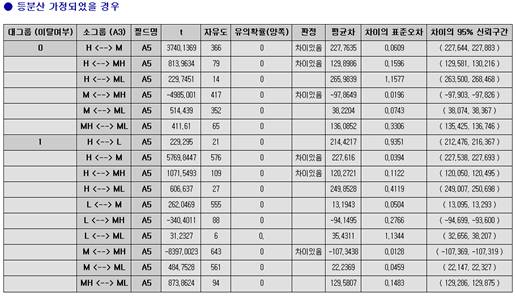 ● 등분산 가정되었을 경우
대그룹 (이탈여부) 소그룹 (A3) 필드명 t 자유도 유의확률(양쪽) 판정 평균차 차이의 표준오차 차이의 95% 신뢰구간
0 H <--> M A5 3740,1369 366 0 차이있음 227,7635 0,0609 ( 227,644, 227,883 )
H <--> MH A5 813,9634 79 0 차이있음 129,8986 0,1596 ( 129,581, 130,216 )
H <--> ML A5 229,7451 14 0 265,9839 1,1577 ( 263,500, 268,468 )
M <--> MH A5 -4985,001 417 0 차이있음 -97,8649 0,0196 ( -97,903, -97,826 )
M <--> ML A5 514,439 352 0 38,2204 0,0743 ( 38,074, 38,367 )
MH <--> ML A5 411,61 65 0 136,0852 0,3306 ( 135,425, 136,746 )
1 H <--> L A5 229,295 21 0 214,4217 0,9351 ( 212,476, 216,367 )
H <--> M A5 5769,8447 576 0 차이있음 227,616 0,0394 ( 227,538, 227,693 )
H <--> MH A5 1071,5493 109 0 차이있음 120,2721 0,1122 ( 120,050, 120,495 )
H <--> ML A5 606,637 27 0 249,8528 0,4119 ( 249,007, 250,698 )
L <--> M A5 262,0469 555 0 13,1943 0,0504 ( 13,095, 13,293 )
L <--> MH A5 -340,4011 88 0 -94,1495 0,2766 ( -94,699, -93,600 )
L <--> ML A5 31,2327 6 0, 35,4311 1,1344 ( 32,656, 38,207 )
M <--> MH A5 -8397,0023 643 0 차이있음 -107,3438 0,0128 ( -107,369, -107,319 )
M <--> ML A5 484,7528 561 0 22,2369 0,0459 ( 22,147, 22,327 )
MH <--> ML A5 873,8624 94 0 129,5807 0,1483 ( 129,286, 129,875 )